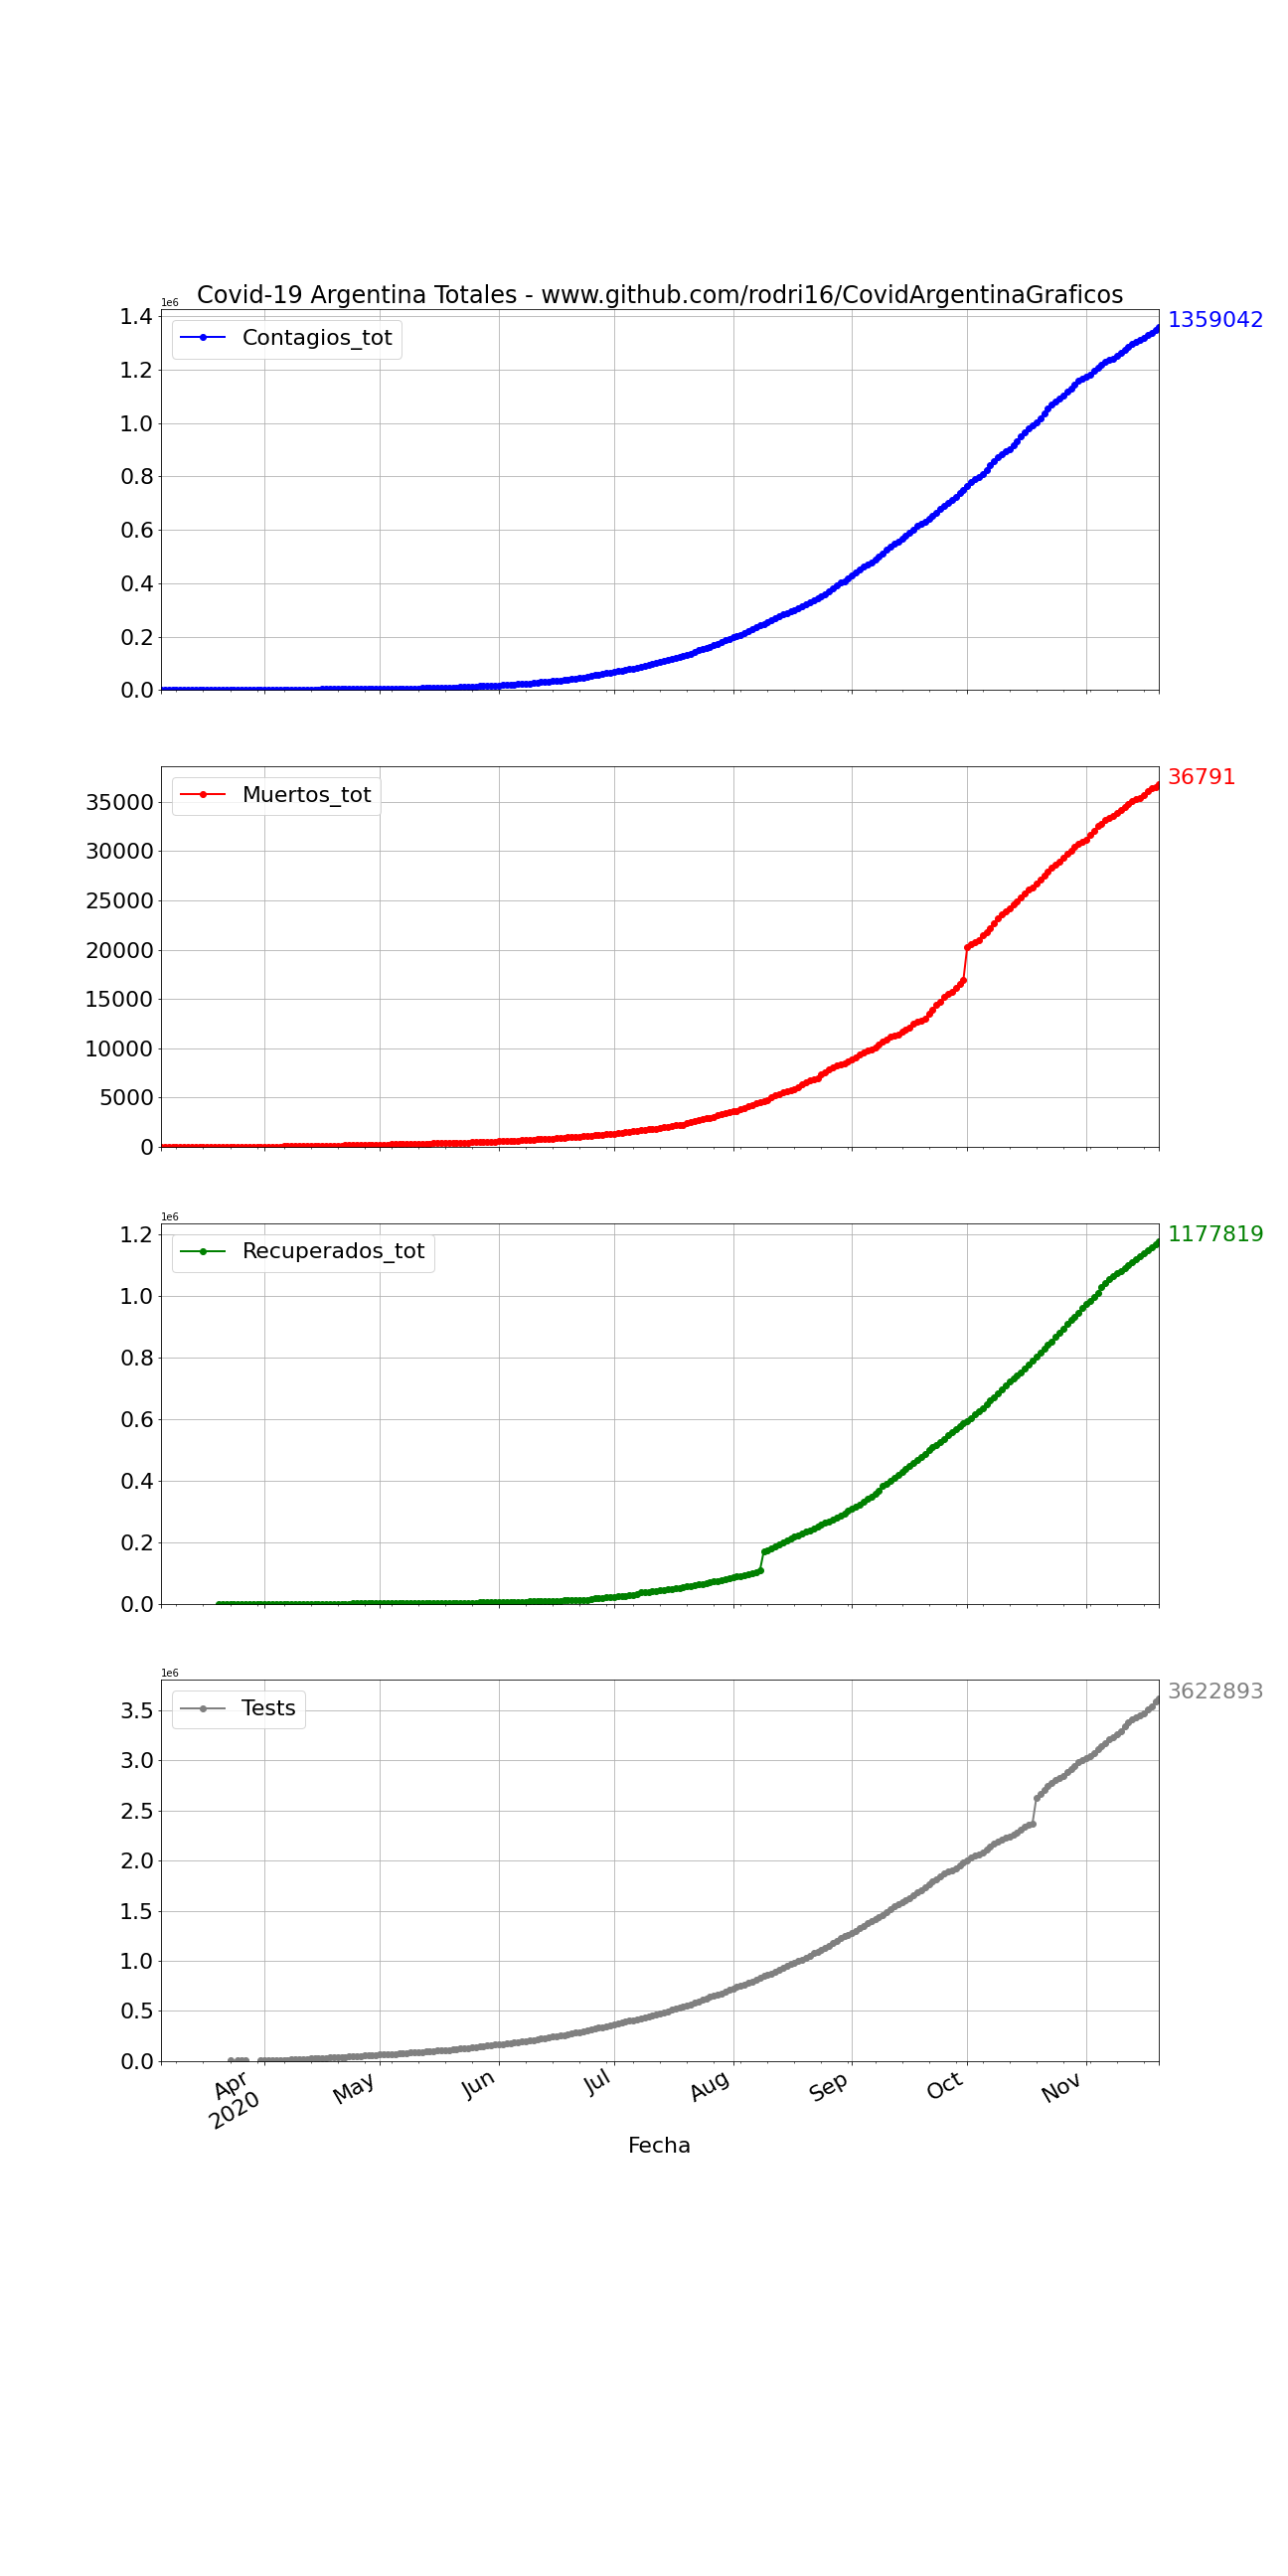 Covid-19 Argentina Totales - www.github.com/rodri16/CovidArgentinaGraficos
1e6
1.4
1.2
1.0
0.8
0.6
0.4
0.2
0.0
Contagios_tot
1359042
35000
30000
25000
20000
15000
10000
5000
0
Muertos_tot
36791
1e6
1.2
1.0
0.8
0.6
0.4
0.2
0.0
Recuperados_tot
1177819
1e6
3.5
3.0
2.5
2.0
1.5
1.0
0.5
0.0
Tests
3622893
Apr
2020
May
Jun
Jul
Aug
Sep
Oct
Nov
Fecha